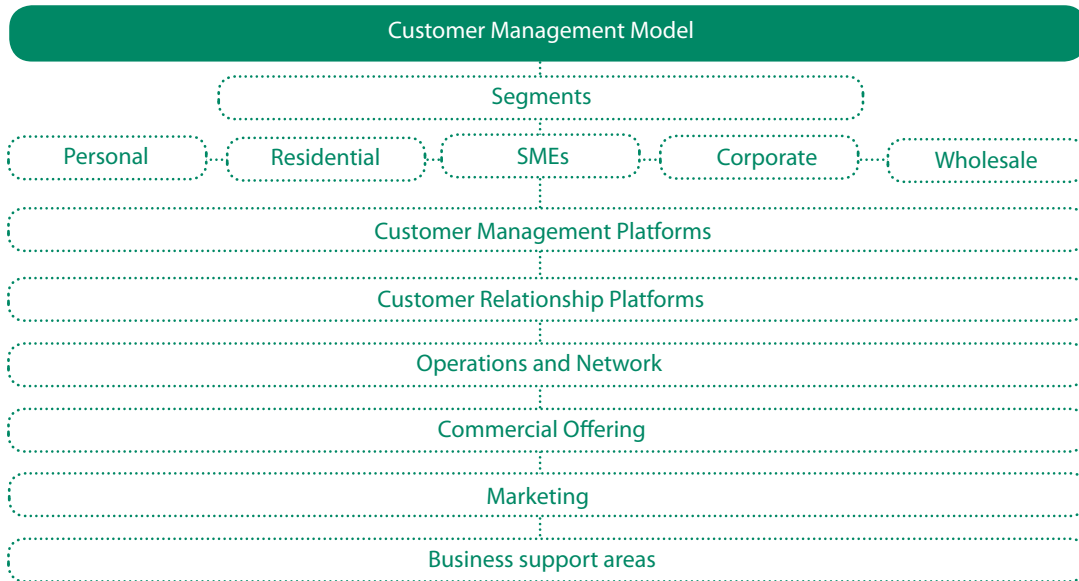 Customer Management Model
Segments
Personal
Residential
SMEs
Corporate
Wholesale
Customer Management Platforms
Customer Relationship Platforms
Operations and Network
Commercial Offering
Marketing
Business support areas